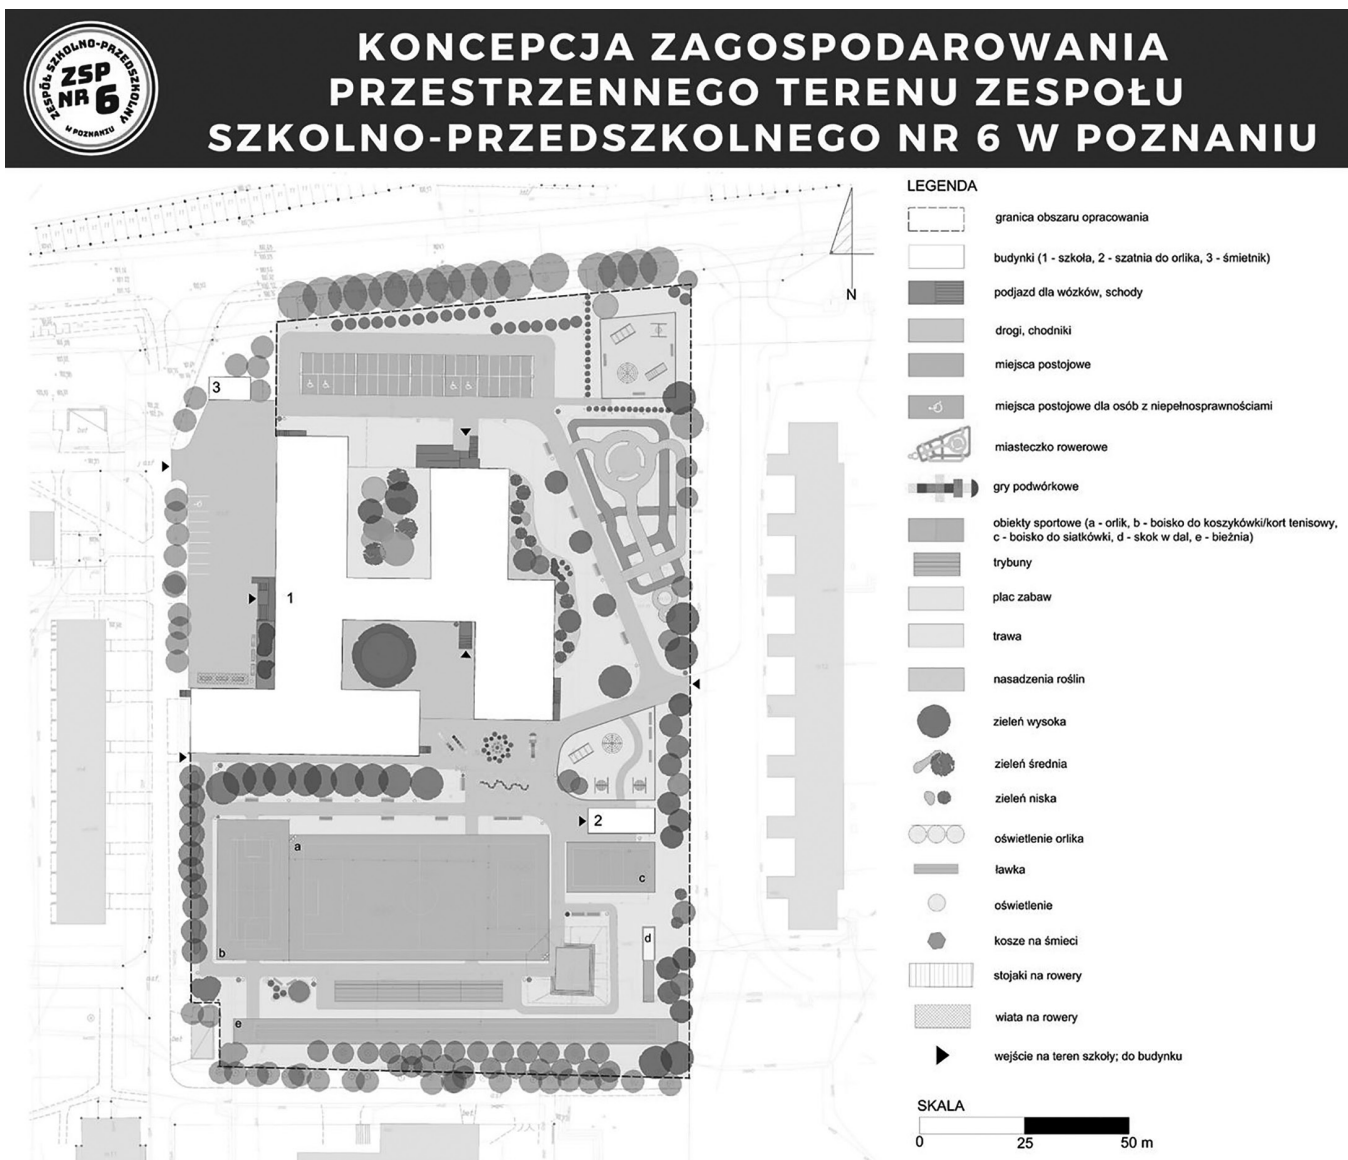 ZESPÓŁ SZKOLNO-PRZEDSZKOLNY
ZSP
NR 6
W POZNANIU
KONCEPCJA ZAGOSPODAROWANIA
PRZESTRZENNEGO TERENU ZESPOŁU
SZKOLNO-PRZEDSZKOLNEGO NR 6 W POZNANIU
LEGENDA
granica obszaru opracowania
budynki (1 - szkoła, 2 - szatnia do orlika, 3 - śmietnik)
podjazd dla wózków, schody
drogi, chodniki
miejsca postojowe
miejsca postojowe dla osób z niepełnosprawnościami
miasteczko rowerowe
gry podwórkowe
obiekty sportowe (a - orlik, b - boisko do koszykówki/kort tenisowy,
c - boisko do siatkówki, d - skok w dal, e - bieżnia)
trybuny
plac zabaw
trawa
nasadzenia roślin
zieleń wysoka
zieleń średnia
zieleń niska
oświetlenie orlika
ławka
oświetlenie
kosze na śmieci
stojaki na rowery
wiata na rowery
wejście na teren szkoły; do budynku
SKALA
0 25 50 m
N
3
1
2
a
c
b
d
e